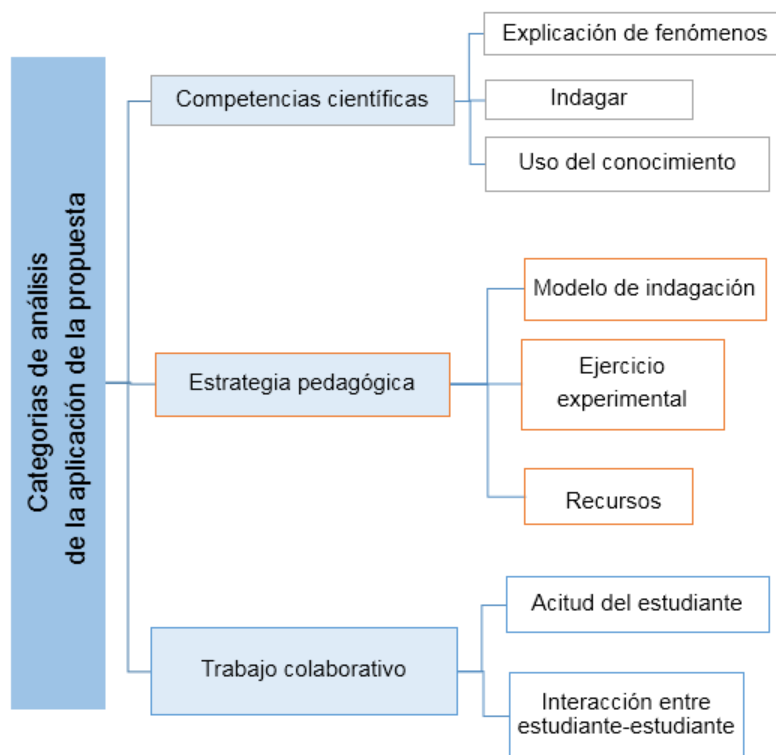 Categorias de análisis
de la aplicación de la propuesta
Competencias científicas
Explicación de fenómenos
Indagar
Uso del conocimiento
Estrategia pedagógica
Modelo de indagación
Ejercicio
experimental
Recursos
Trabajo colaborativo
Acitud del estudiante
Interacción entre
estudiante-estudiante